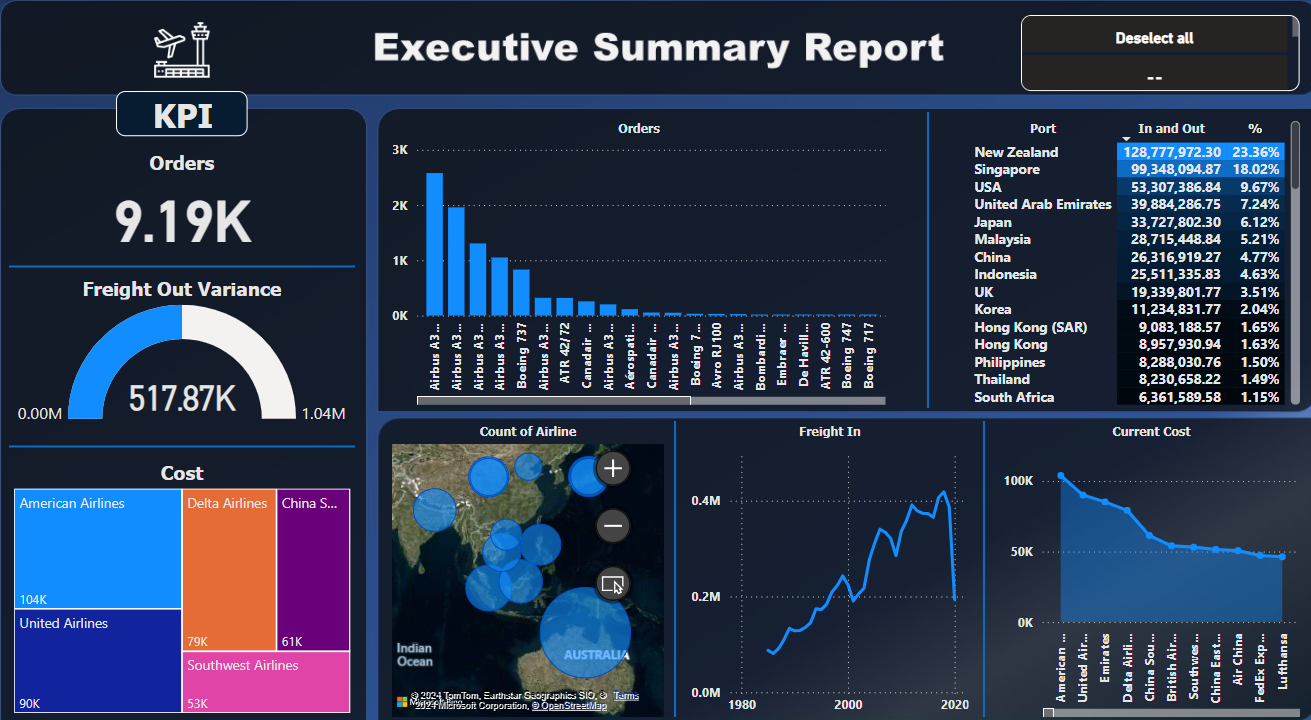 Executive Summary Report
Deselect all
--
KPI
Orders
9.19K
Freight Out Variance
517.87K
0.00M
1.04M
Cost
American Airlines
104K
United Airlines
90K
Delta Airlines
79K
China S...
61K
Southwest Airlines
53K
Orders
3K
2K
1K
0K
Airbus A3...
Airbus A3...
Airbus A3...
Airbus A3...
Boeing 737
Airbus A3...
ATR 42/72
Canadair ...
Airbus A3...
Aérospati...
Canadair ...
Airbus A3...
Boeing 7...
Avro RJ100
Airbus A3...
Bombardi...
Embraer ...
De Havill...
ATR 42-600
Boeing 747
Boeing 717
Port In and Out %
New Zealand 128,777,972.30 23.36%
Singapore 99,348,094.87 18.02%
USA 53,307,386.84 9.67%
United Arab Emirates 39,884,286.75 7.24%
Japan 33,727,802.30 6.12%
Malaysia 28,715,448.84 5.21%
China 26,316,919.27 4.77%
Indonesia 25,511,335.83 4.63%
UK 19,339,801.77 3.51%
Korea 11,234,831.77 2.04%
Hong Kong (SAR) 9,083,188.57 1.65%
Hong Kong 8,957,930.94 1.63%
Philippines 8,288,030.76 1.50%
Thailand 8,230,658.22 1.49%
South Africa 6,361,589.58 1.15%
Count of Airline
Indian
Ocean
AUSTRALIA
© 2024 TomTom, Earthstar Geographics SIO, © Terms
2024 Microsoft Corporation, © OpenStreetMap
Freight In
0.4M
0.2M
0.0M
1980
2000
2020
Current Cost
100K
50K
0K
American ...
United Air...
Emirates
Delta Airli...
China Sou...
British Air...
Southwes...
China East...
Air China
FedEx Exp...
Lufthansa